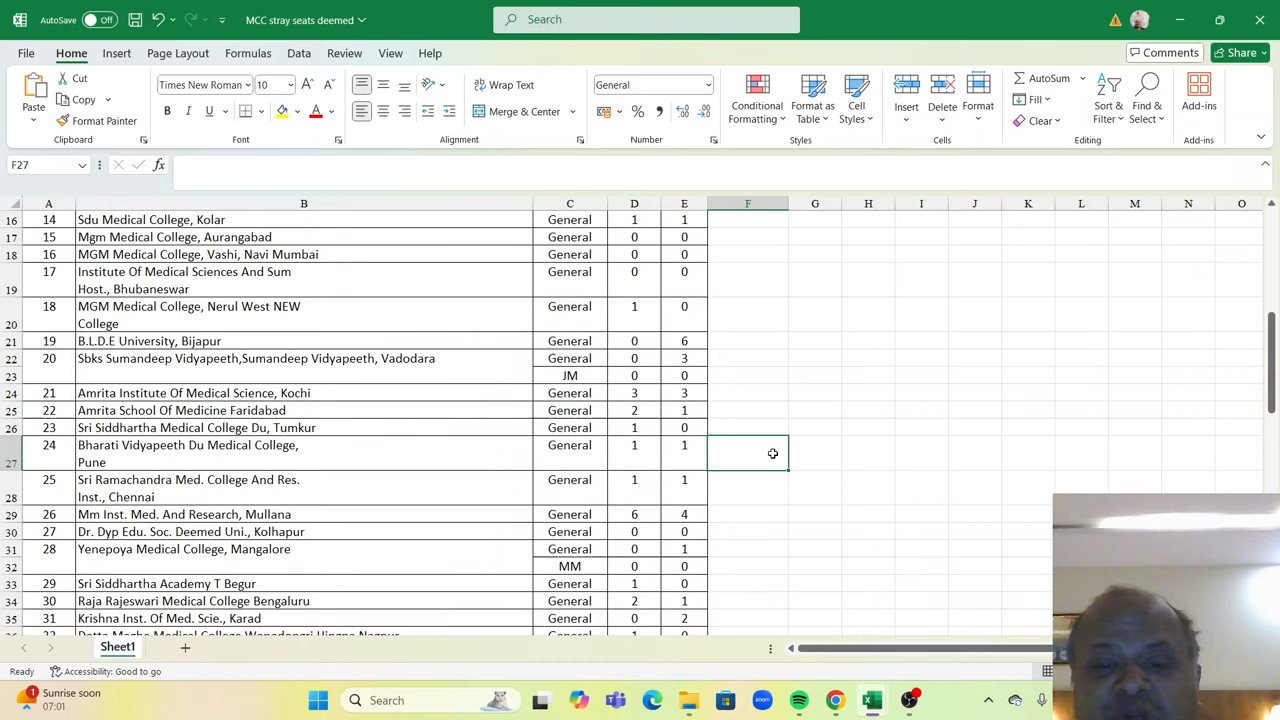 AutoSave Off MCC stray seats deemed Search
File Home Insert Page Layout Formulas Data Review View Help Comments Share
Paste Cut Copy Format Painter Clipboard
Times New Roman 10 B I U A Font
Wrap Text Merge & Center Alignment
General % , Number
Conditional Formatting Format as Table Cell Styles Styles
Insert Delete Format Cells
AutoSum Fill Clear Sort & Filter Find & Select Editing
Add-ins Add-ins
F27 fx
A B C D E F G H I J K L M N O
16 14 Sdu Medical College, Kolar General 1 1
17 15 Mgm Medical College, Aurangabad General 0 0
18 16 MGM Medical College, Vashi, Navi Mumbai General 0 0
17 Institute Of Medical Sciences And Sum General 0 0
19 Host., Bhubaneswar
18 MGM Medical College, Nerul West NEW General 1 0
20 College
21 19 B.L.D.E University, Bijapur General 0 6
22 20 Sbks Sumandeep Vidyapeeth,Sumandeep Vidyapeeth, Vadodara General 0 3
23 JM 0 0
24 21 Amrita Institute Of Medical Science, Kochi General 3 3
25 22 Amrita School Of Medicine Faridabad General 2 1
26 23 Sri Siddhartha Medical College Du, Tumkur General 1 0
24 Bharati Vidyapeeth Du Medical College, General 1 1
27 Pune
25 Sri Ramachandra Med. College And Res. General 1 1
28 Inst., Chennai
29 26 Mm Inst. Med. And Research, Mullana General 6 4
30 27 Dr. Dyp Edu. Soc. Deemed Uni., Kolhapur General 0 0
31 28 Yenepoya Medical College, Mangalore General 0 1
32 MM 0 0
33 29 Sri Siddhartha Academy T Begur General 1 0
34 30 Raja Rajeswari Medical College Bengaluru General 2 1
35 31 Krishna Inst. Of Med. Scie., Karad General 0 2
Datta Meghe Medical College Wanadongri Hingna Nagpur General 1 0
Sheet1
Ready Accessibility: Good to go
1 Sunrise soon 07:01 Search zoom